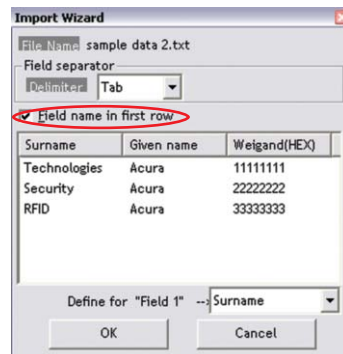 Import Wizard
File Name sample data 2.txt
Field separator
Delimiter Tab
Field name in first row
Surname Given name Weigand(HEX)
Technologies Acura 11111111
Security Acura 22222222
RFID Acura 33333333
Define for "Field 1" --> Surname
OK Cancel